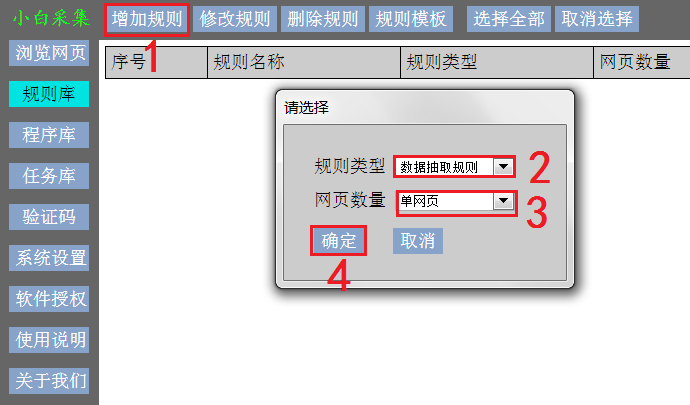 小白采集 增加规则 修改规则 删除规则 规则模板 选择全部 取消选择
1
浏览网页
规则库
程序库
任务库
验证码
系统设置
软件授权
使用说明
关于我们
序号 规则名称 规则类型 网页数量
请选择
规则类型 数据抽取规则 2
网页数量 单网页 3
确定 取消
4